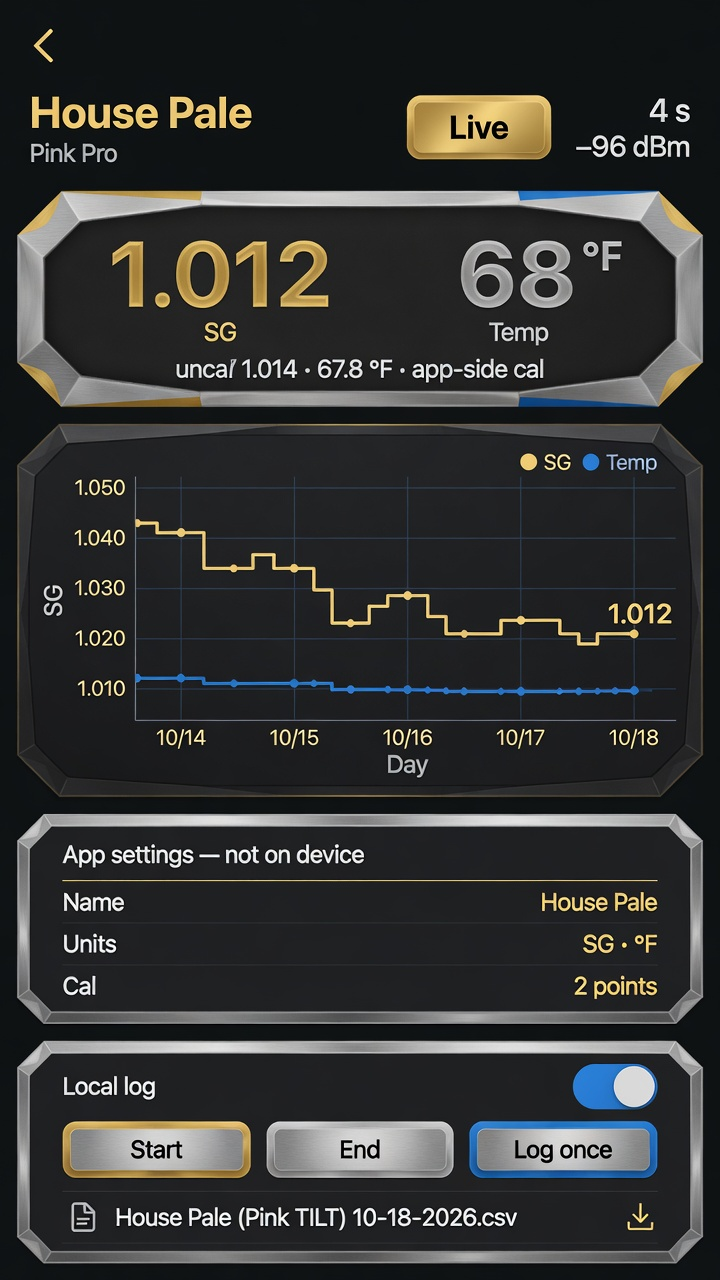 House Pale
Pink Pro
Live
4 s
–96 dBm
1.012
SG
68 °F
Temp
uncal 1.014 · 67.8 °F · app-side cal
SG
Temp
1.050
1.040
1.030
1.020
1.010
SG
1.012
10/14 10/15 10/16 10/17 10/18
Day
App settings — not on device
Name House Pale
Units SG · °F
Cal 2 points
Local log
Start
End
Log once
House Pale (Pink TILT) 10-18-2026.csv